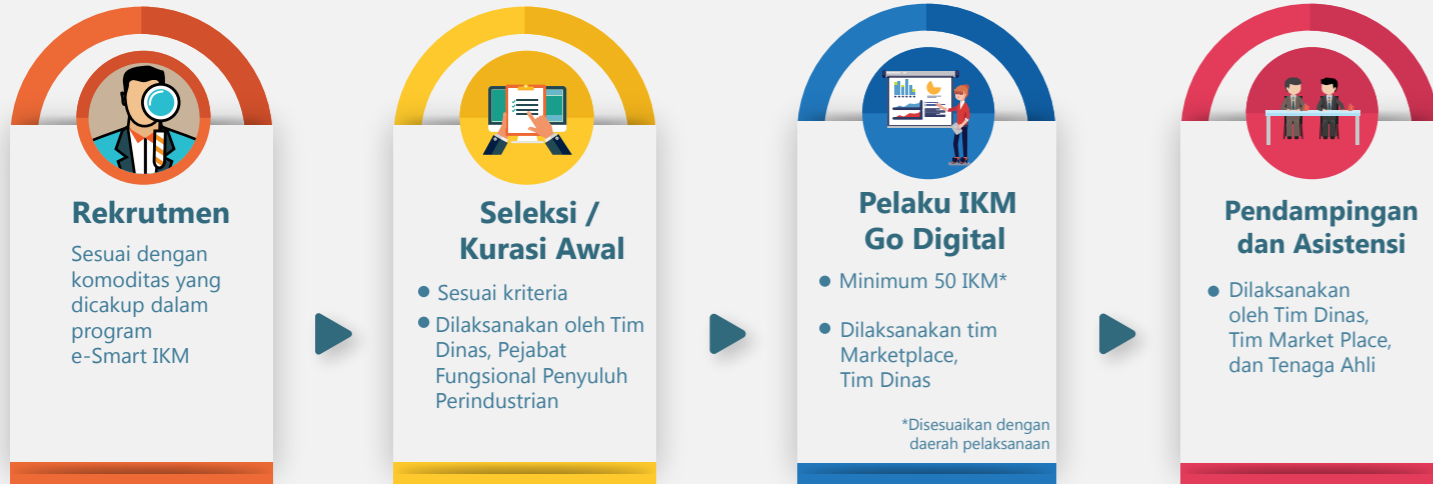 Rekrutmen
Sesuai dengan
komoditas yang
dicakup dalam
program
e-Smart IKM
Seleksi /
Kurasi Awal
● Sesuai kriteria
● Dilaksanakan oleh Tim
Dinas, Pejabat
Fungsional Penyuluh
Perindustrian
Pelaku IKM
Go Digital
● Minimum 50 IKM*
● Dilaksanakan tim
Marketplace,
Tim Dinas
*Disesuaikan dengan
daerah pelaksanaan
Pendampingan
dan Asistensi
● Dilaksanakan
oleh Tim Dinas,
Tim Market Place,
dan Tenaga Ahli